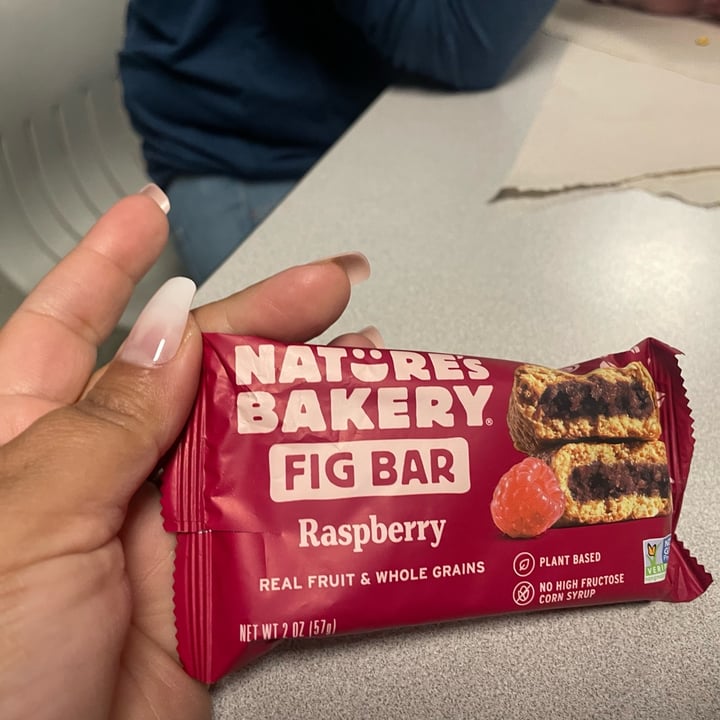 NATURE'S
BAKERY®
FIG BAR
Raspberry
REAL FRUIT & WHOLE GRAINS
PLANT BASED
NO HIGH FRUCTOSE
CORN SYRUP
NET WT 2 OZ (57g)